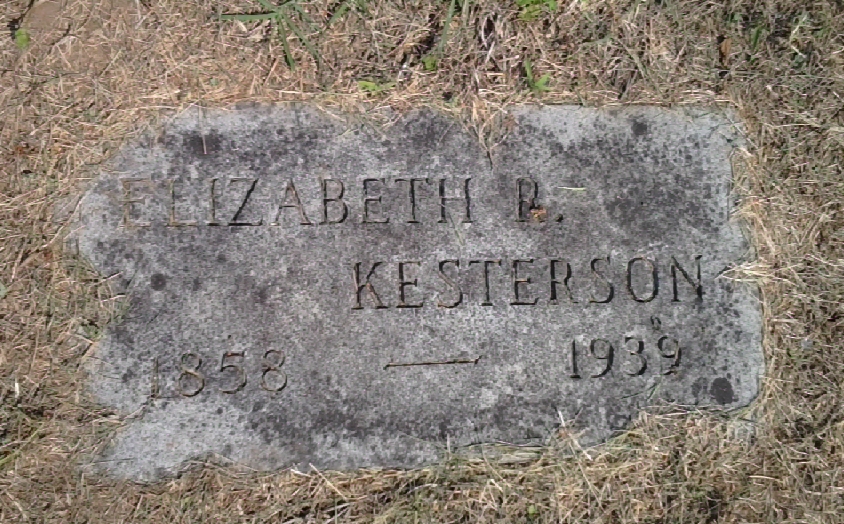 ELIZABETH R.
KESTERSON
1858 — 1939